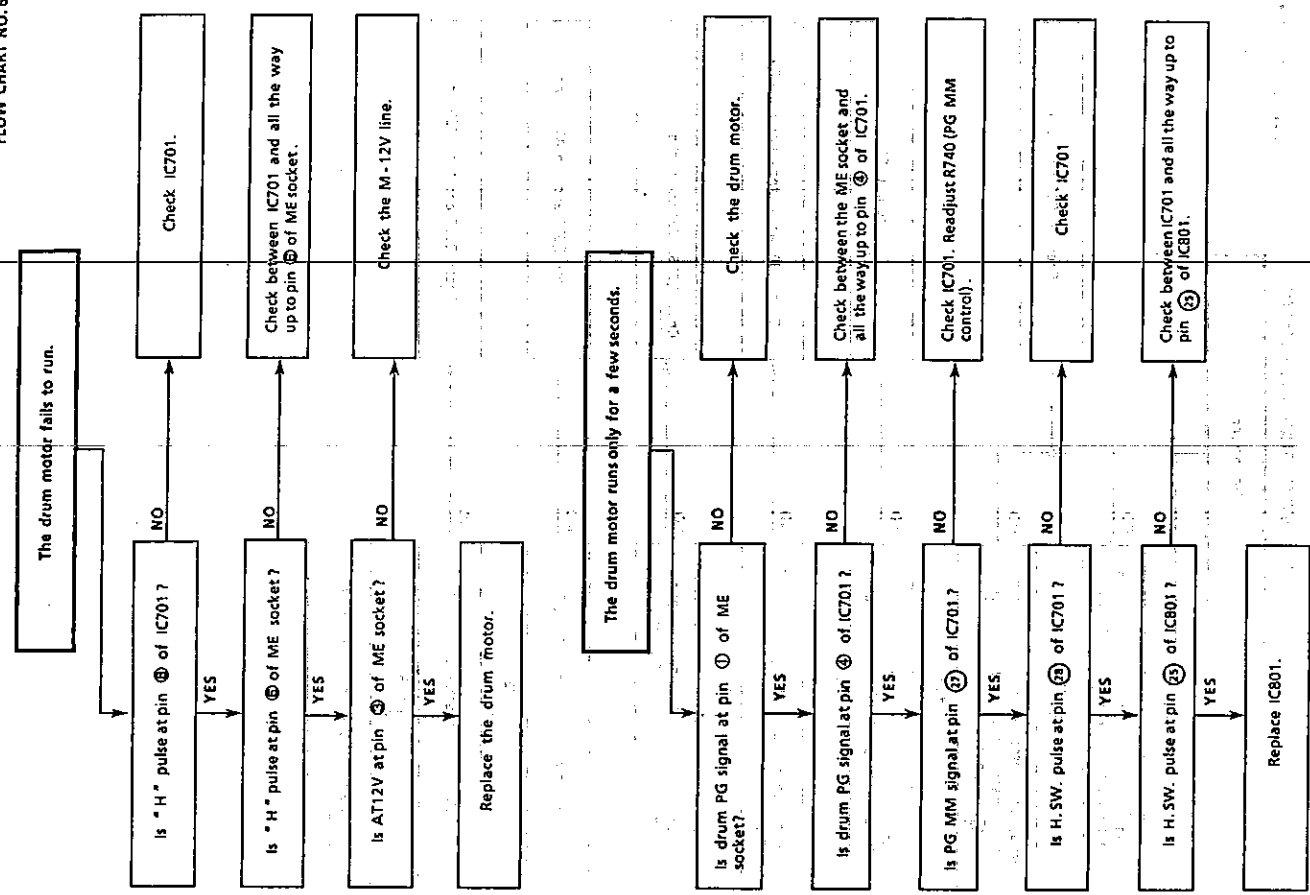 FLOW CHART NO.
The drum motor fails to run.
Is "H" pulse at pin ⑧ of IC701?
NO
Check IC701.
YES
Is "H" pulse at pin ⑥ of ME socket?
NO
Check between IC701 and all the way
up to pin ⑥ of ME socket.
YES
Is AT12V at pin ③ of ME socket?
NO
Check the M-12V line.
YES
Replace the drum motor.
The drum motor runs only for a few seconds.
Is drum PG signal at pin ① of ME
socket?
NO
Check the drum motor.
YES
Is drum PG signal at pin ④ of IC701?
NO
Check between the ME socket and
all the way up to pin ④ of IC701.
YES
Is PG MM signal at pin ㉗ of IC701?
NO
Check IC701. Readjust R740 (PG MM
control).
YES
Is H. SW. pulse at pin ㉘ of IC701?
NO
Check IC701
YES
Is H. SW. pulse at pin ㉕ of IC801?
NO
Check between IC701 and all the way up to
pin ㉕ of IC801.
YES
Replace IC801.